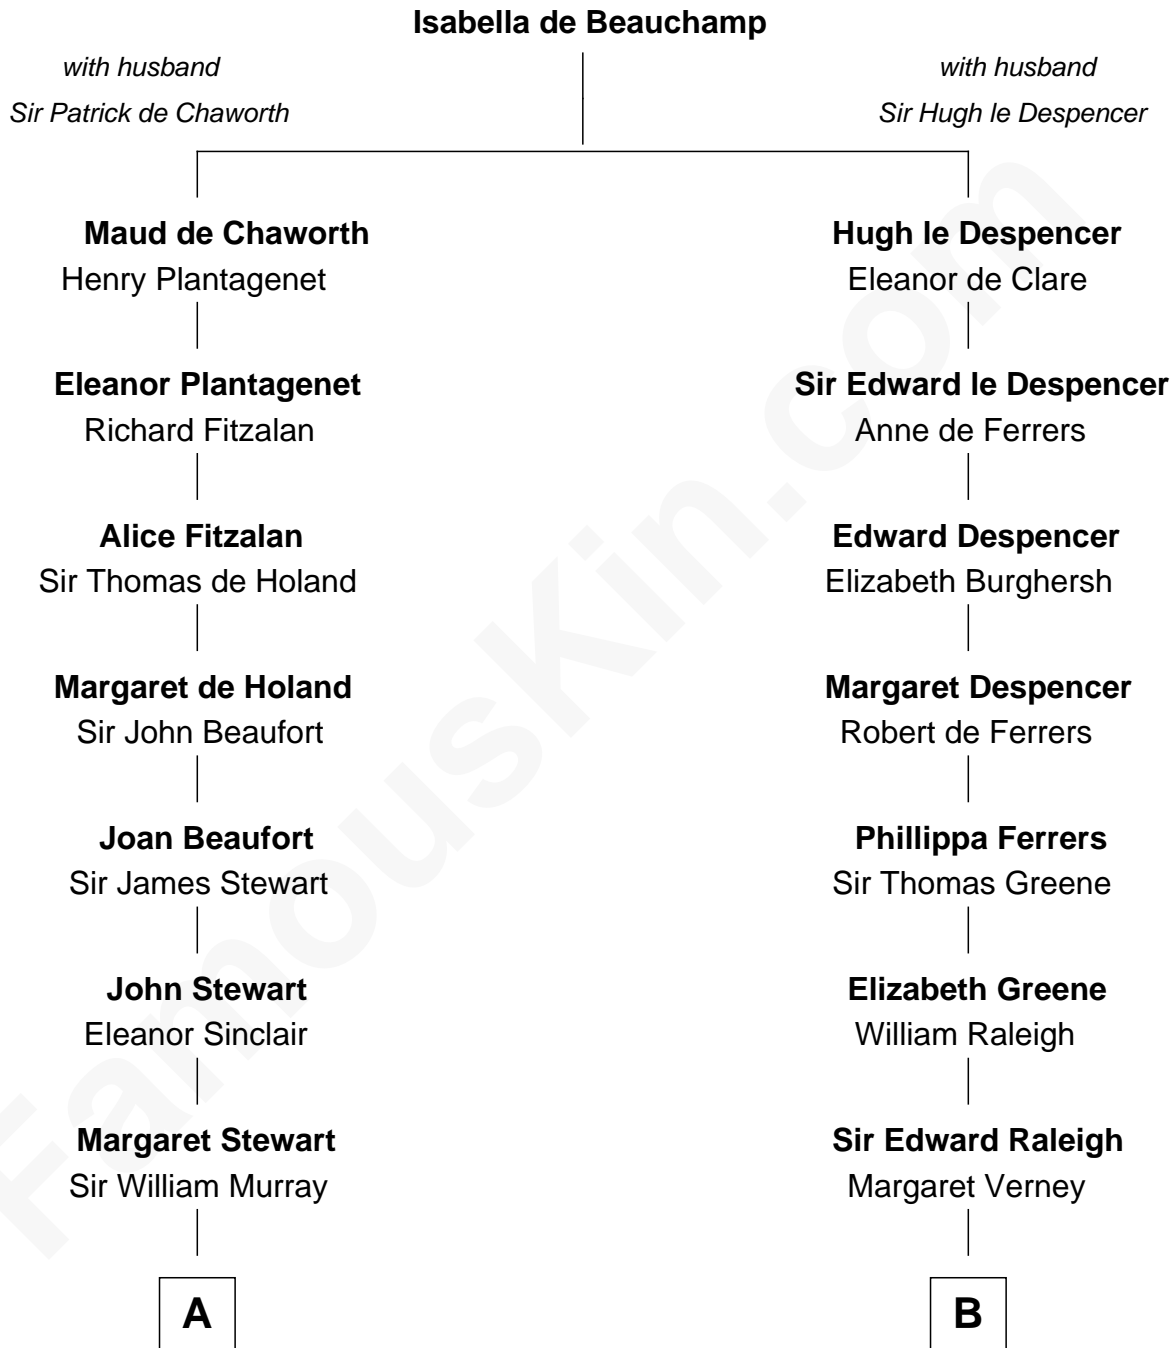 Isabella de Beauchamp
with husband
Sir Patrick de Chaworth
with husband
Sir Hugh le Despencer
Maud de Chaworth
Henry Plantagenet
Hugh le Despencer
Eleanor de Clare
Eleanor Plantagenet
Richard Fitzalan
Sir Edward le Despencer
Anne de Ferrers
Alice Fitzalan
Sir Thomas de Holand
Edward Despencer
Elizabeth Burghersh
Margaret de Holand
Sir John Beaufort
Margaret Despencer
Robert de Ferrers
Joan Beaufort
Sir James Stewart
Phillippa Ferrers
Sir Thomas Greene
John Stewart
Eleanor Sinclair
Elizabeth Greene
William Raleigh
Margaret Stewart
Sir William Murray
Sir Edward Raleigh
Margaret Verney
A
B
FamousKin.com